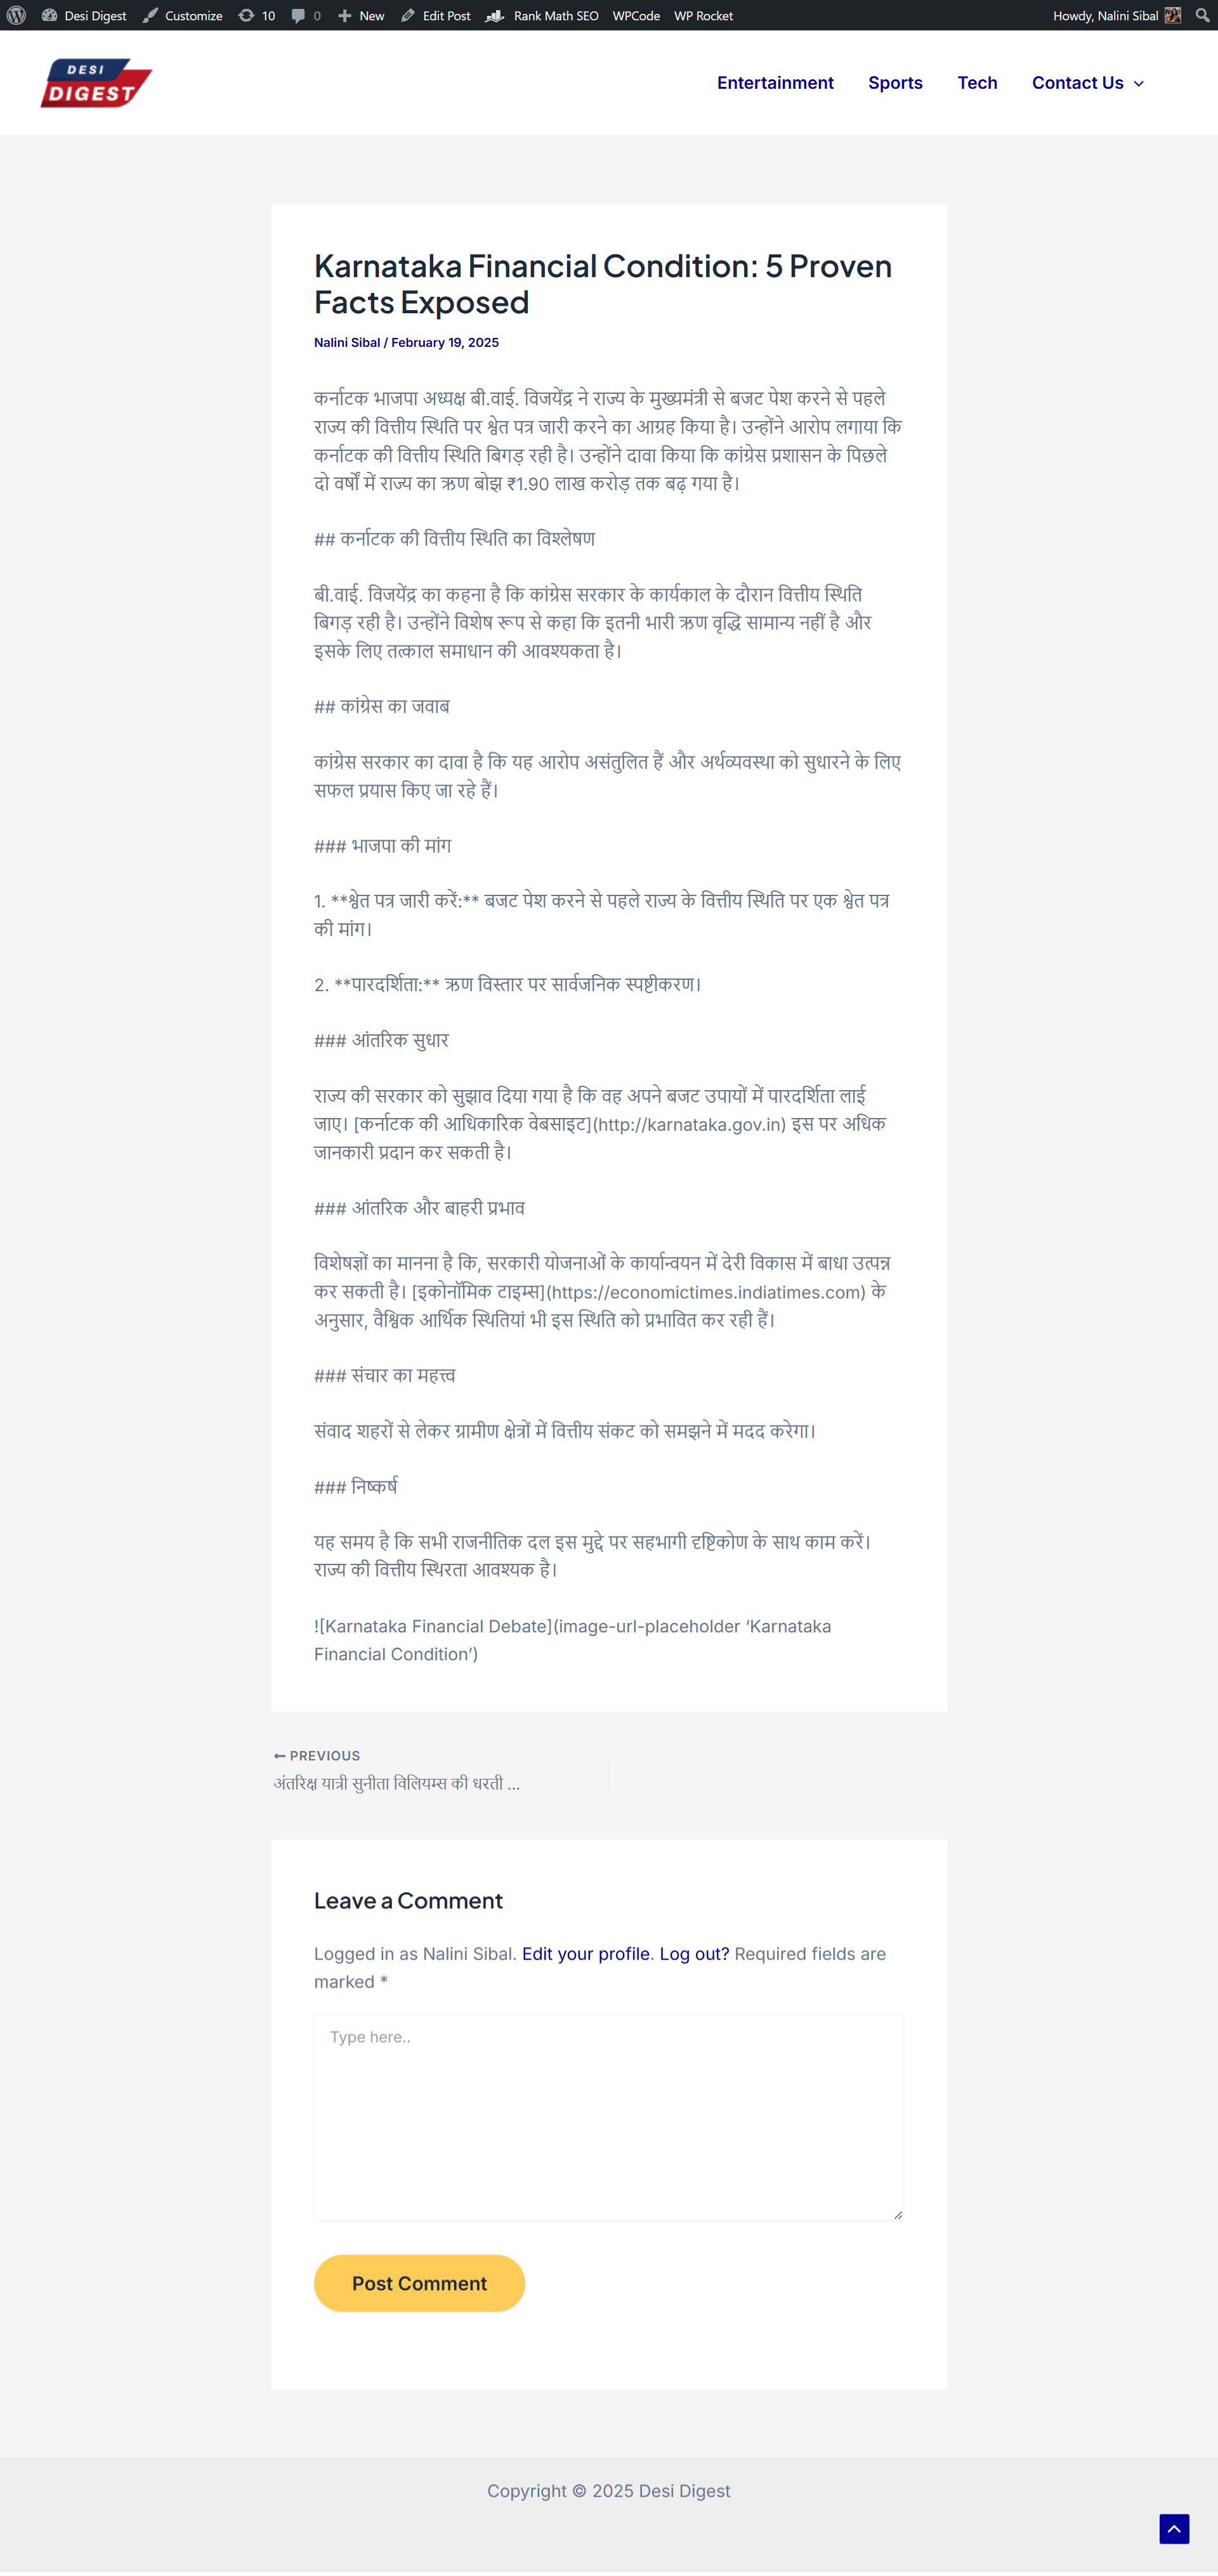 Desi Digest Customize 10 0 New Edit Post Rank Math SEO WPCode WP Rocket Howdy, Nalini Sibal
DESI
DIGEST
Entertainment Sports Tech Contact Us
Karnataka Financial Condition: 5 Proven
Facts Exposed
Nalini Sibal / February 19, 2025
कर्नाटक भाजपा अध्यक्ष बी.वाई. विजयेंद्र ने राज्य के मुख्यमंत्री से बजट पेश करने से पहले
राज्य की वित्तीय स्थिति पर श्वेत पत्र जारी करने का आग्रह किया है। उन्होंने आरोप लगाया कि
कर्नाटक की वित्तीय स्थिति बिगड़ रही है। उन्होंने दावा किया कि कांग्रेस प्रशासन के पिछले
दो वर्षों में राज्य का ऋण बोझ ₹1.90 लाख करोड़ तक बढ़ गया है।
## कर्नाटक की वित्तीय स्थिति का विश्लेषण
बी.वाई. विजयेंद्र का कहना है कि कांग्रेस सरकार के कार्यकाल के दौरान वित्तीय स्थिति
बिगड़ रही है। उन्होंने विशेष रूप से कहा कि इतनी भारी ऋण वृद्धि सामान्य नहीं है और
इसके लिए तत्काल समाधान की आवश्यकता है।
## कांग्रेस का जवाब
कांग्रेस सरकार का दावा है कि यह आरोप असंतुलित हैं और अर्थव्यवस्था को सुधारने के लिए
सफल प्रयास किए जा रहे हैं।
### भाजपा की मांग
1. **श्वेत पत्र जारी करें:** बजट पेश करने से पहले राज्य के वित्तीय स्थिति पर एक श्वेत पत्र
की मांग।
2. **पारदर्शिता:** ऋण विस्तार पर सार्वजनिक स्पष्टीकरण।
### आंतरिक सुधार
राज्य की सरकार को सुझाव दिया गया है कि वह अपने बजट उपायों में पारदर्शिता लाई
जाए। [कर्नाटक की आधिकारिक वेबसाइट](http://karnataka.gov.in) इस पर अधिक
जानकारी प्रदान कर सकती है।
### आंतरिक और बाहरी प्रभाव
विशेषज्ञों का मानना है कि, सरकारी योजनाओं के कार्यान्वयन में देरी विकास में बाधा उत्पन्न
कर सकती है। [इकोनॉमिक टाइम्स](https://economictimes.indiatimes.com) के
अनुसार, वैश्विक आर्थिक स्थितियां भी इस स्थिति को प्रभावित कर रही हैं।
### संचार का महत्त्व
संवाद शहरों से लेकर ग्रामीण क्षेत्रों में वित्तीय संकट को समझने में मदद करेगा।
### निष्कर्ष
यह समय है कि सभी राजनीतिक दल इस मुद्दे पर सहभागी दृष्टिकोण के साथ काम करें।
राज्य की वित्तीय स्थिरता आवश्यक है।
![Karnataka Financial Debate](image-url-placeholder ‘Karnataka
Financial Condition’)
← PREVIOUS
अंतरिक्ष यात्री सुनीता विलियम्स की धरती ...
Leave a Comment
Logged in as Nalini Sibal. Edit your profile. Log out? Required fields are
marked *
Type here..
Post Comment
Copyright © 2025 Desi Digest